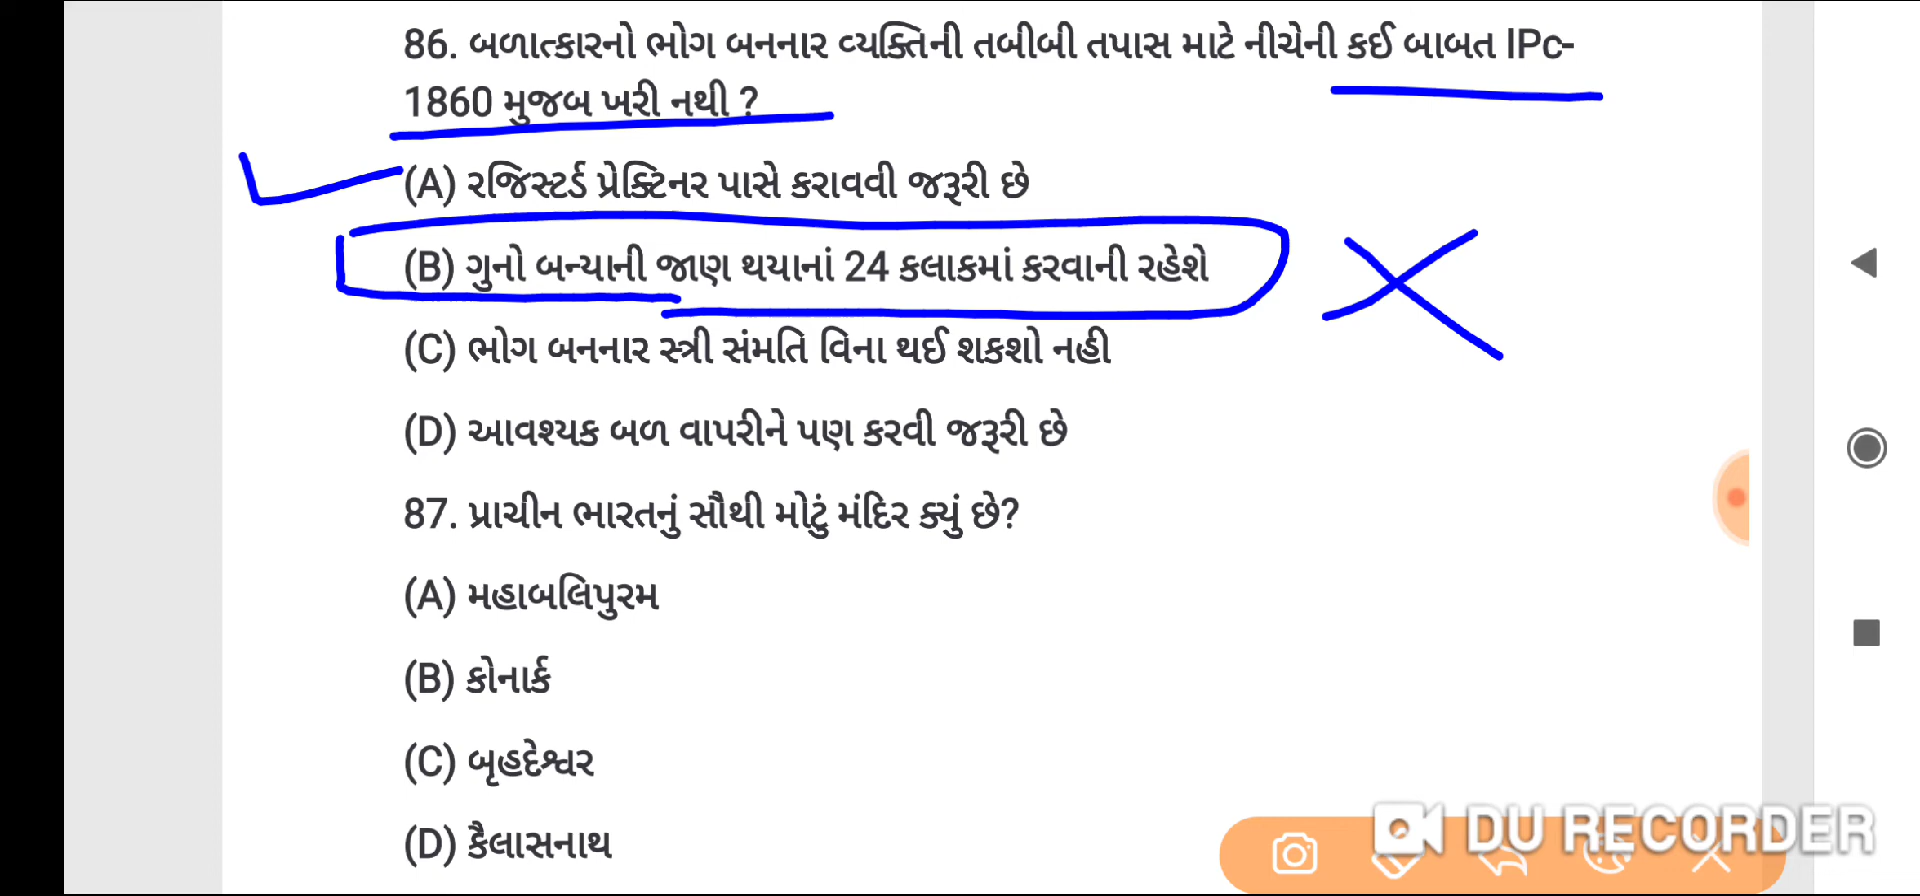 86. બળાત્કારનો ભોગ બનનાર વ્યક્તિની તબીબી તપાસ માટે નીચેની કઈ બાબત IPc-
1860 મુજબ ખરી નથી ?
(A) રજિસ્ટર્ડ પ્રેક્ટિનર પાસે કરાવવી જરૂરી છે
(B) ગુનો બન્યાની જાણ થયાનાં 24 કલાકમાં કરવાની રહેશે
(C) ભોગ બનનાર સ્ત્રી સંમતિ વિના થઈ શકશો નહી
(D) આવશ્યક બળ વાપરીને પણ કરવી જરૂરી છે
87. પ્રાચીન ભારતનું સૌથી મોટું મંદિર ક્યું છે?
(A) મહાબલિપુરમ
(B) કોનાર્ક
(C) બૃહદેશ્વર
(D) કૈલાસનાથ
DU RECORDER